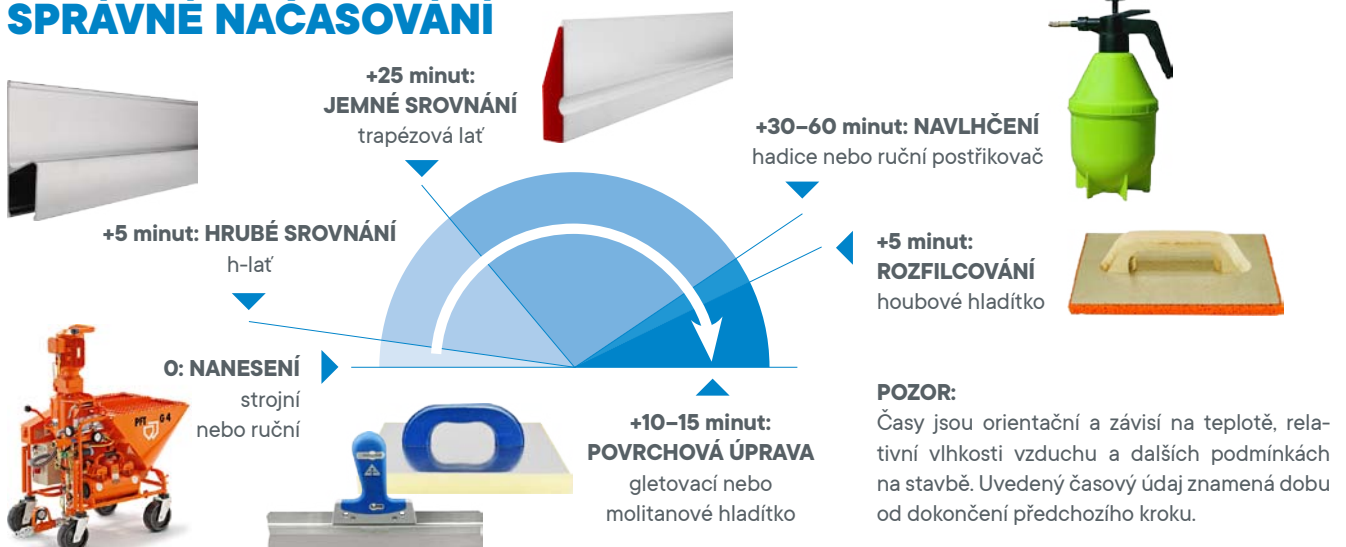 SPRÁVNÉ NAČASOVÁNÍ
+25 minut:
JEMNÉ SROVNÁNÍ
trapézová lať
+30–60 minut: NAVLHČENÍ
hadice nebo ruční postřikovač
+5 minut: HRUBÉ SROVNÁNÍ
h-lať
+5 minut:
ROZFILCOVÁNÍ
houbové hladítko
0: NANESENÍ
strojní
nebo ruční
PFT G 4
+10–15 minut:
POVRCHOVÁ ÚPRAVA
gletovací nebo
molitanové hladítko
POZOR:
Časy jsou orientační a závisí na teplotě, rela-
tivní vlhkosti vzduchu a dalších podmínkách
na stavbě. Uvedený časový údaj znamená dobu
od dokončení předchozího kroku.